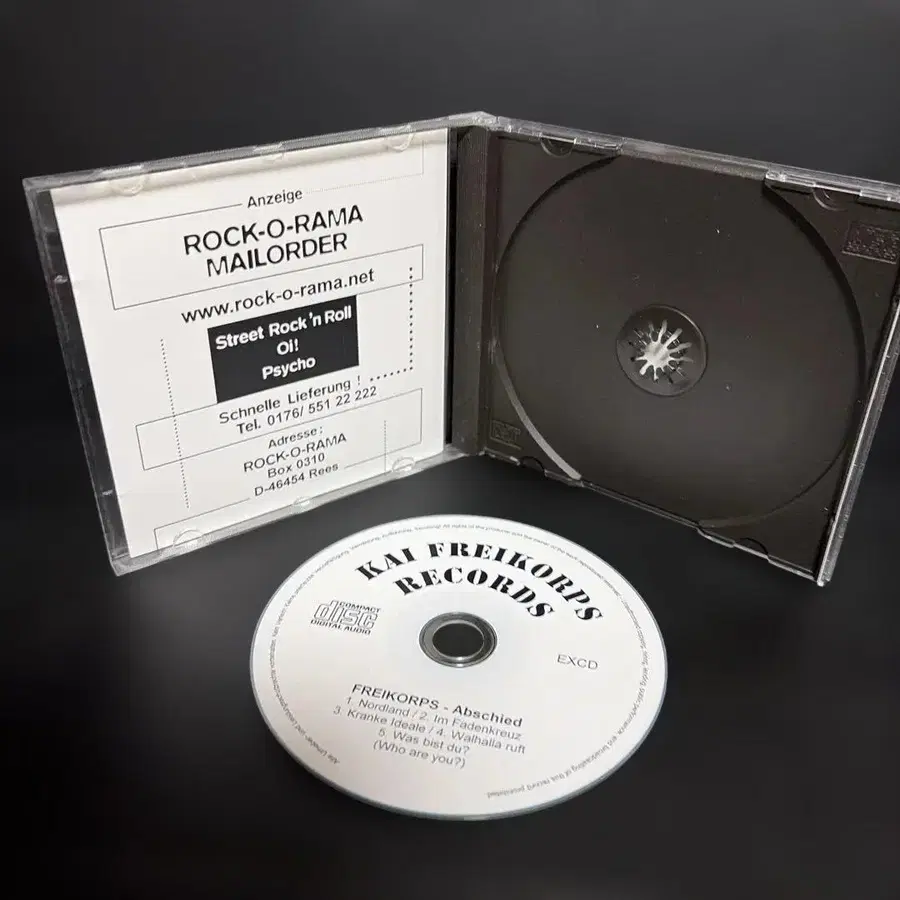 Anzeige
ROCK-O-RAMA
MAILORDER
www.rock-o-rama.net
Street Rock'n Roll
Oi!
Psycho
Schnelle Lieferung !
Tel. 0176/ 551 22 222
Adresse:
ROCK-O-RAMA
Box 0310
D-46454 Rees
KAI FREIKORPS
RECORDS
COMPACT
disc
DIGITAL AUDIO
EXCD
FREIKORPS - Abschied
1. Nordland / 2. Im Fadenkreuz
3. Kranke Ideale / 4. Walhalla ruft
5. Was bist du?
(Who are you?)